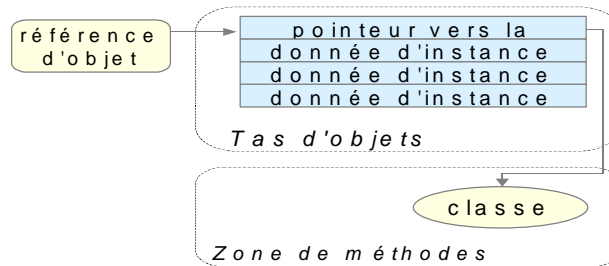 référence
d'objet
pointeur vers la
donnée d'instance
donnée d'instance
donnée d'instance
Tas d'objets
classe
Zone de méthodes